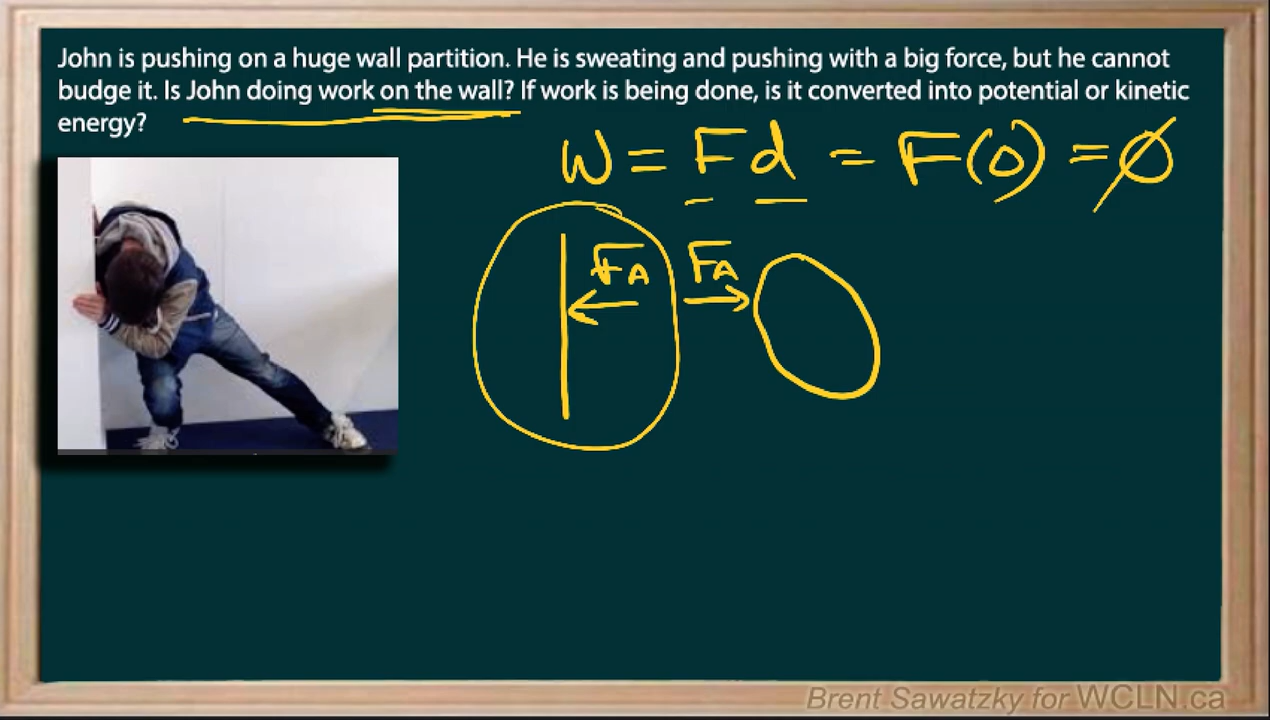 John is pushing on a huge wall partition. He is sweating and pushing with a big force, but he cannot
budge it. Is John doing work on the wall? If work is being done, is it converted into potential or kinetic
energy?
W = Fd = F(0) = ∅
FA FA
Brent Sawatzky for WCLN.ca